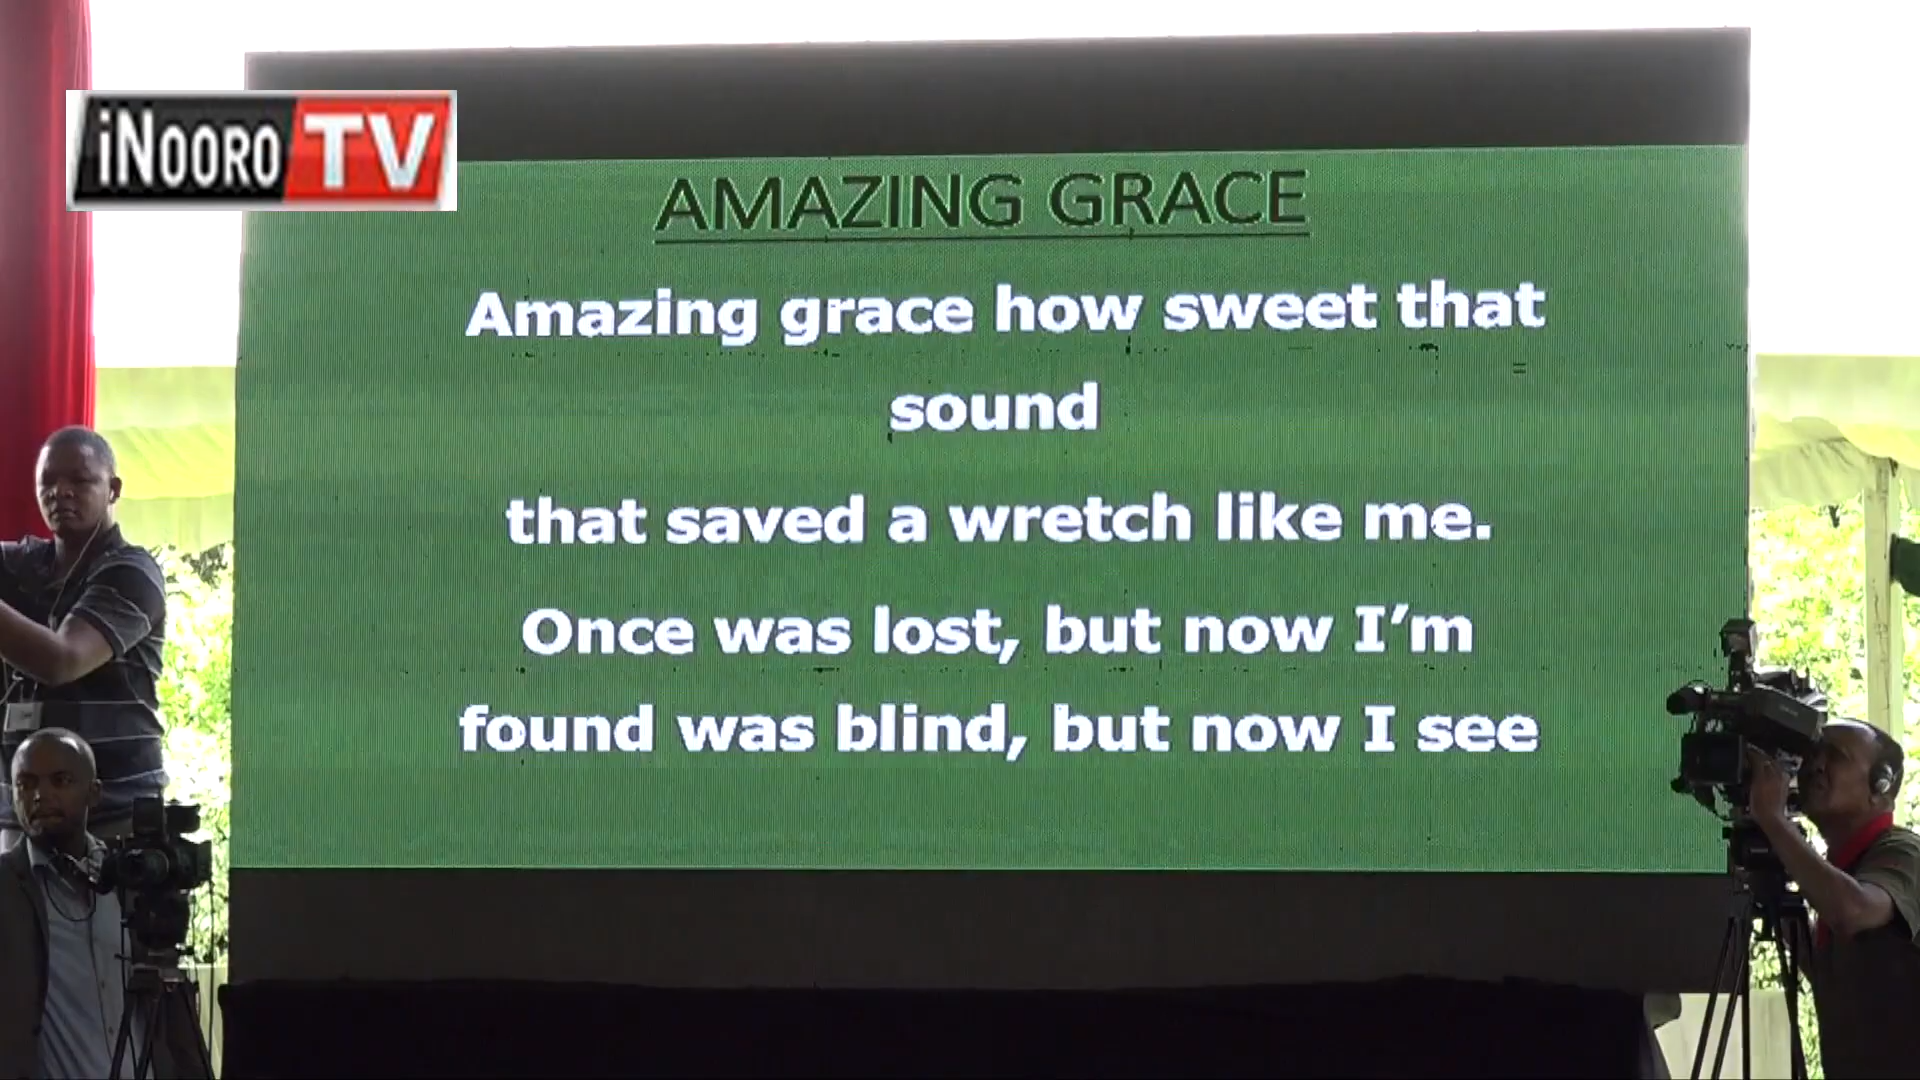 iNOORO TV
AMAZING GRACE
Amazing grace how sweet that
sound
that saved a wretch like me.
Once was lost, but now I’m
found was blind, but now I see